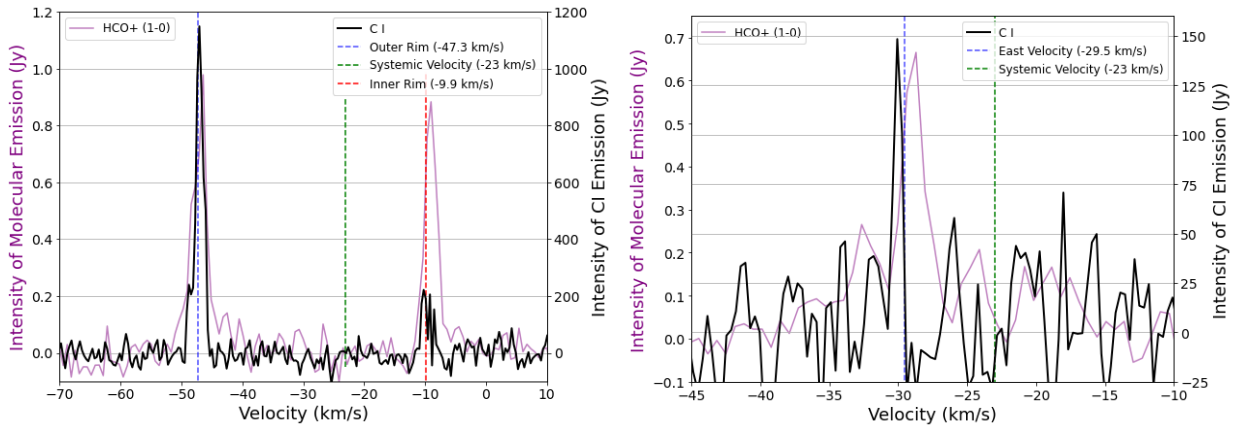 Intensity of Molecular Emission (Jy)
1.2
1.0
0.8
0.6
0.4
0.2
0.0
HCO+ (1-0)
C I
Outer Rim (-47.3 km/s)
Systemic Velocity (-23 km/s)
Inner Rim (-9.9 km/s)
1200
1000
800
600
400
200
0
Intensity of CI Emission (Jy)
−70 −60 −50 −40 −30 −20 −10 0 10
Velocity (km/s)
Intensity of Molecular Emission (Jy)
0.7
0.6
0.5
0.4
0.3
0.2
0.1
0.0
−0.1
HCO+ (1-0)
C I
East Velocity (-29.5 km/s)
Systemic Velocity (-23 km/s)
150
125
100
75
50
25
0
−25
Intensity of CI Emission (Jy)
−45 −40 −35 −30 −25 −20 −15 −10
Velocity (km/s)